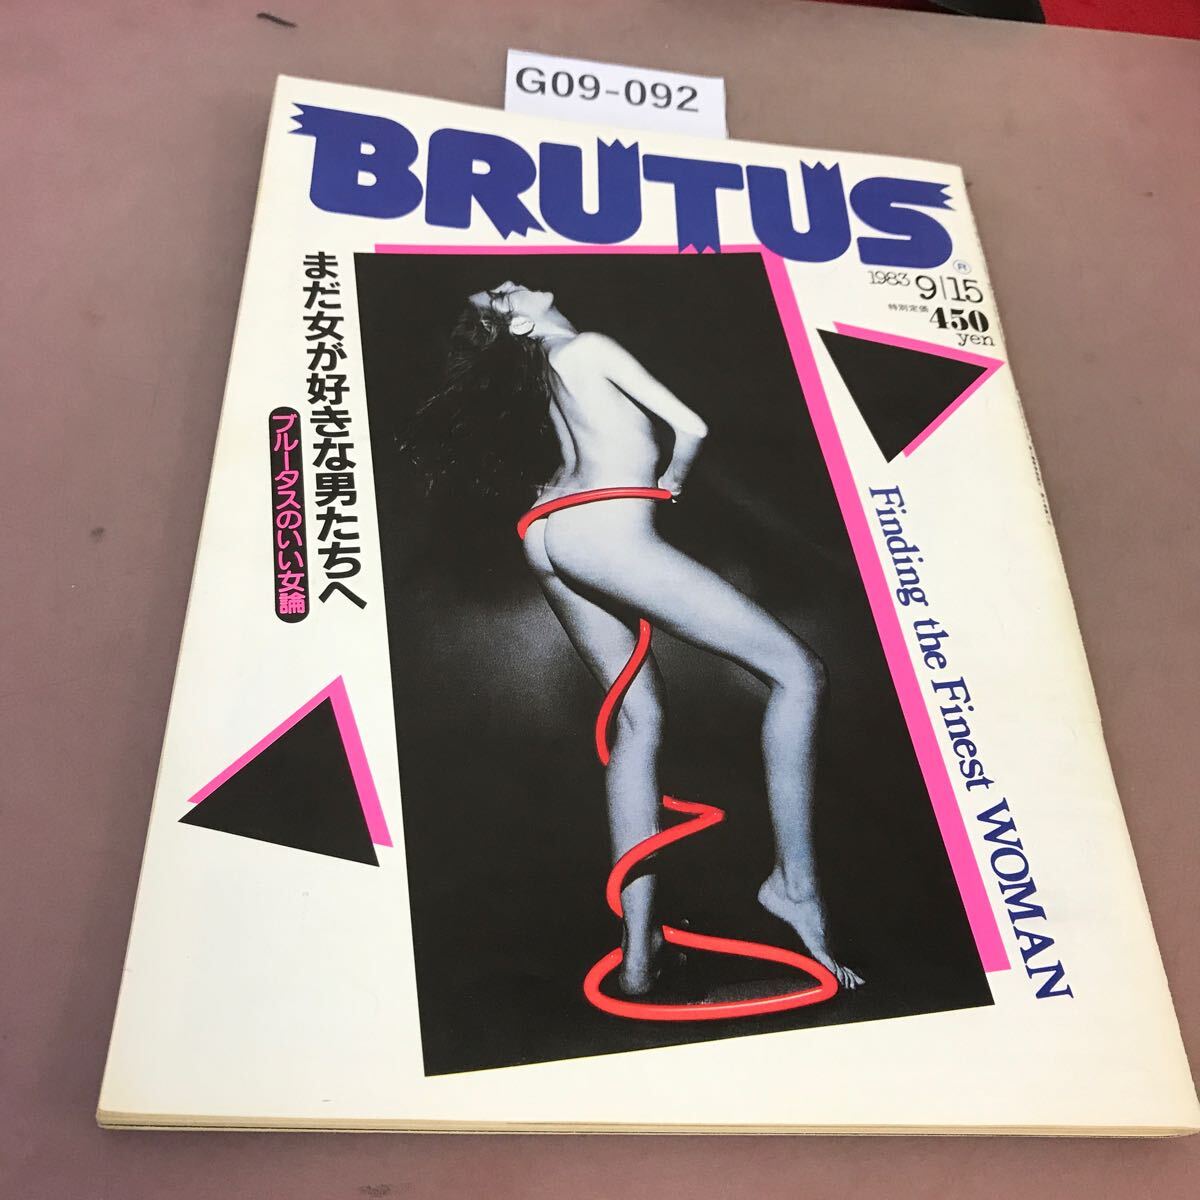 G09-092
BRUTUS
®
1983 9/15
特別定価 450
yen
まだ女が好きな男たちへ
ブルータスのいい女論
Finding the Finest WOMAN